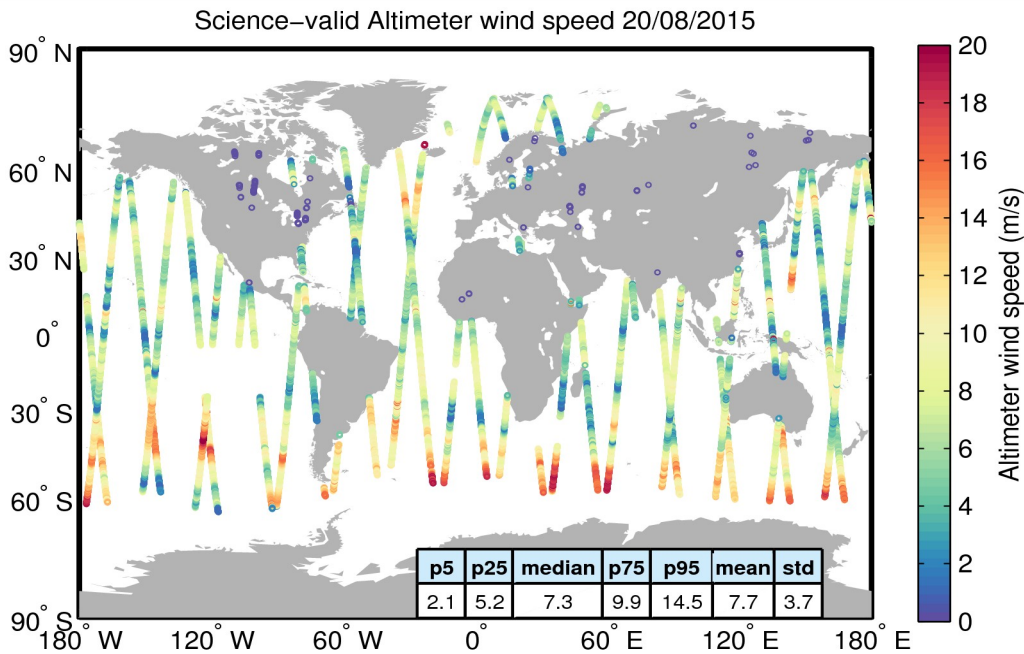 Science−valid Altimeter wind speed 20/08/2015
90° N
60° N
30° N
0°
30° S
60° S
90° S
180° W
120° W
60° W
0°
60° E
120° E
180° E
p5 p25 median p75 p95 mean std
2.1 5.2 7.3 9.9 14.5 7.7 3.7
20
18
16
14
12
10
8
6
4
2
0
Altimeter wind speed (m/s)